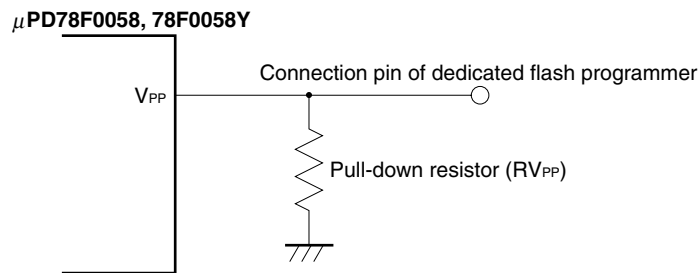 μPD78F0058, 78F0058Y
Connection pin of dedicated flash programmer
VPP
Pull-down resistor (RVPP)